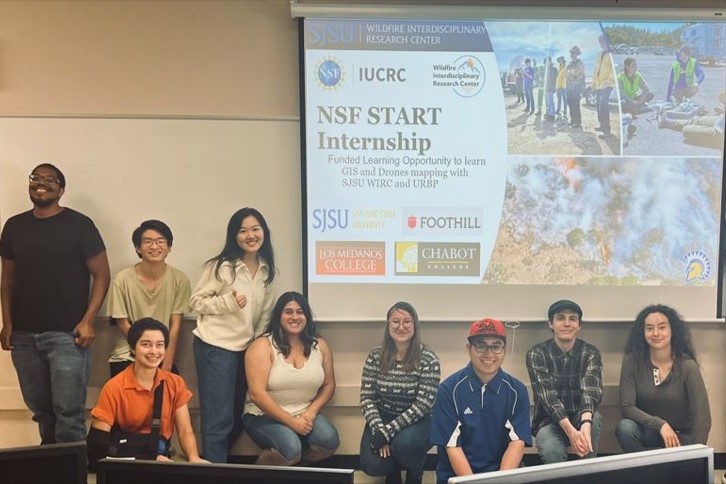 SJSU WILDFIRE INTERDISCIPLINARY
RESEARCH CENTER
NSF
IUCRC
Wildfire
Interdisciplinary
Research Center
NSF START
Internship
Funded Learning Opportunity to learn
GIS and Drones mapping with
SJSU WIRC and URBP
SJSU SAN JOSÉ STATE
UNIVERSITY
FOOTHILL
LOS MEDANOS
COLLEGE
CHABOT
COLLEGE